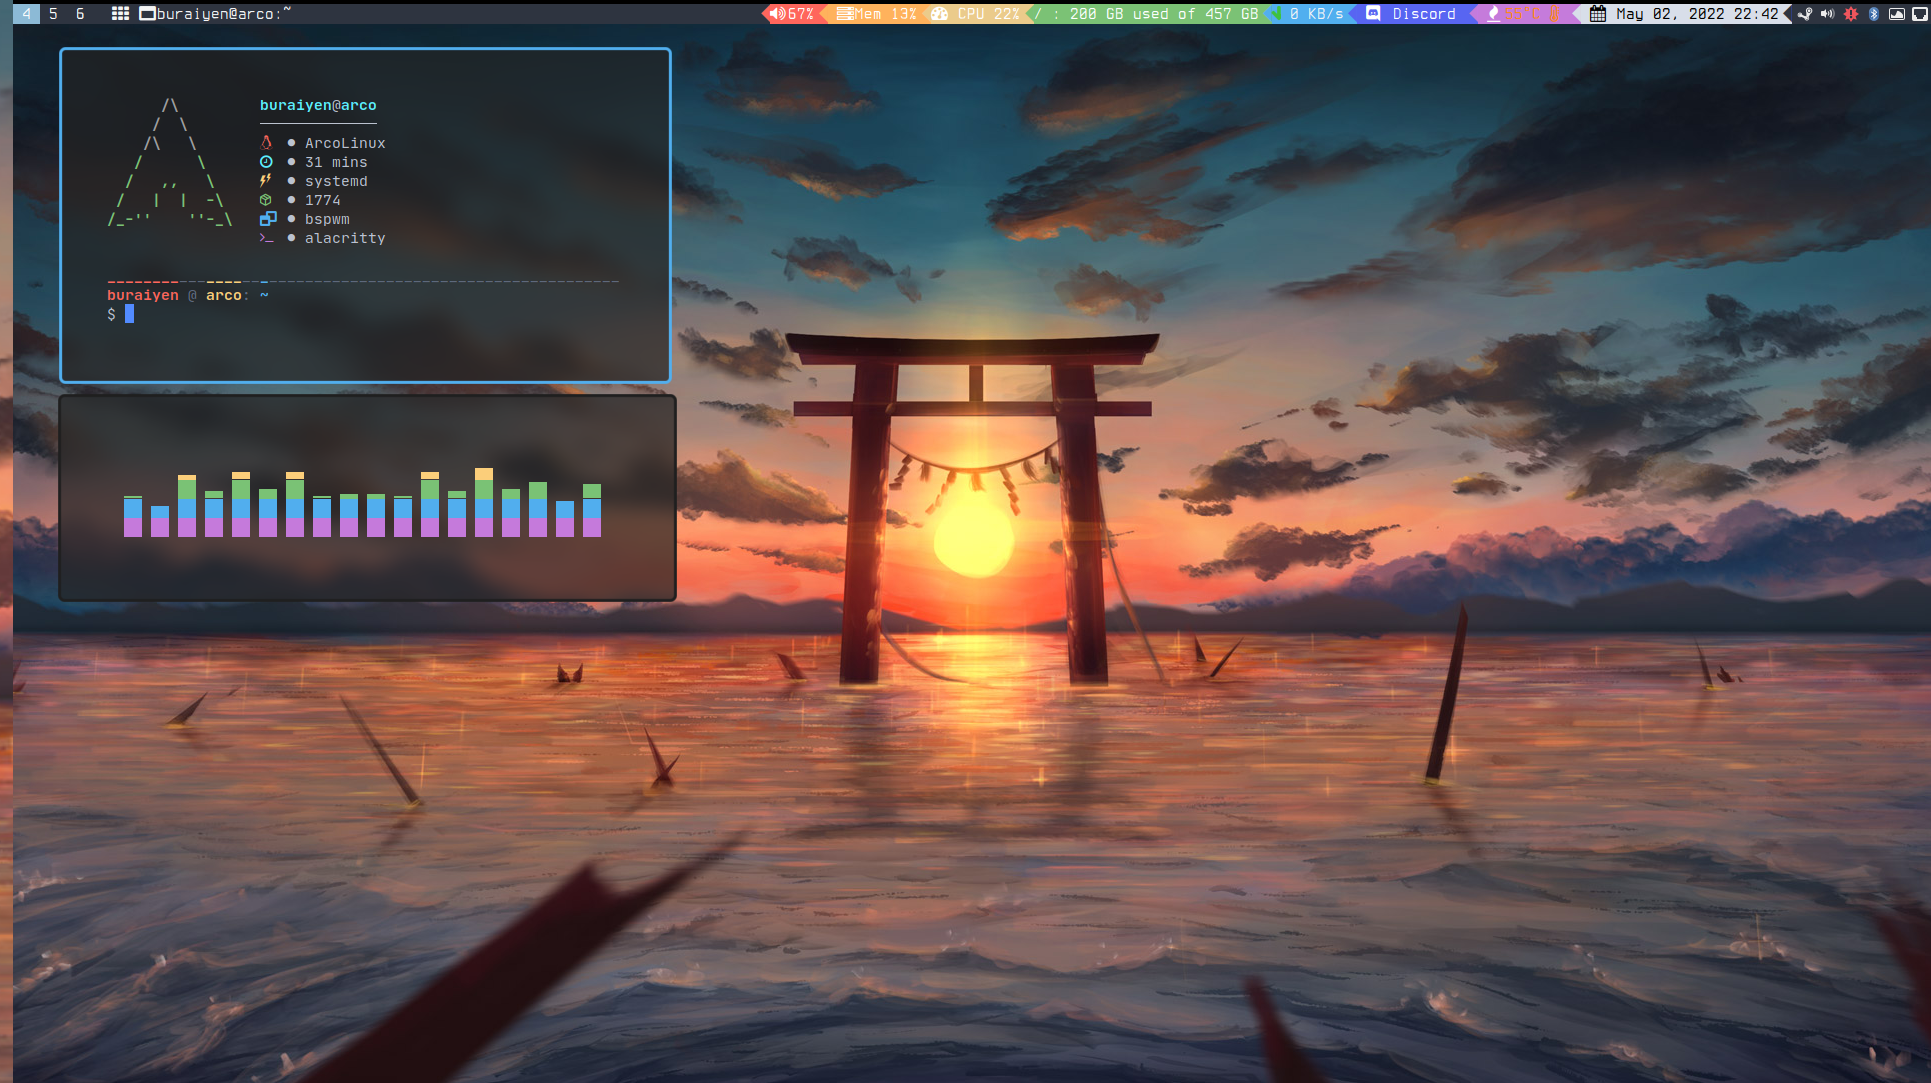 4 5 6 buraiyen@arco:~ 67% Mem 13% CPU 22% / : 200 GB used of 457 GB 0 KB/s Discord 55°C May 02, 2022 22:42
buraiyen@arco
ArcoLinux
31 mins
systemd
1774
bspwm
alacritty
buraiyen @ arco: ~
$